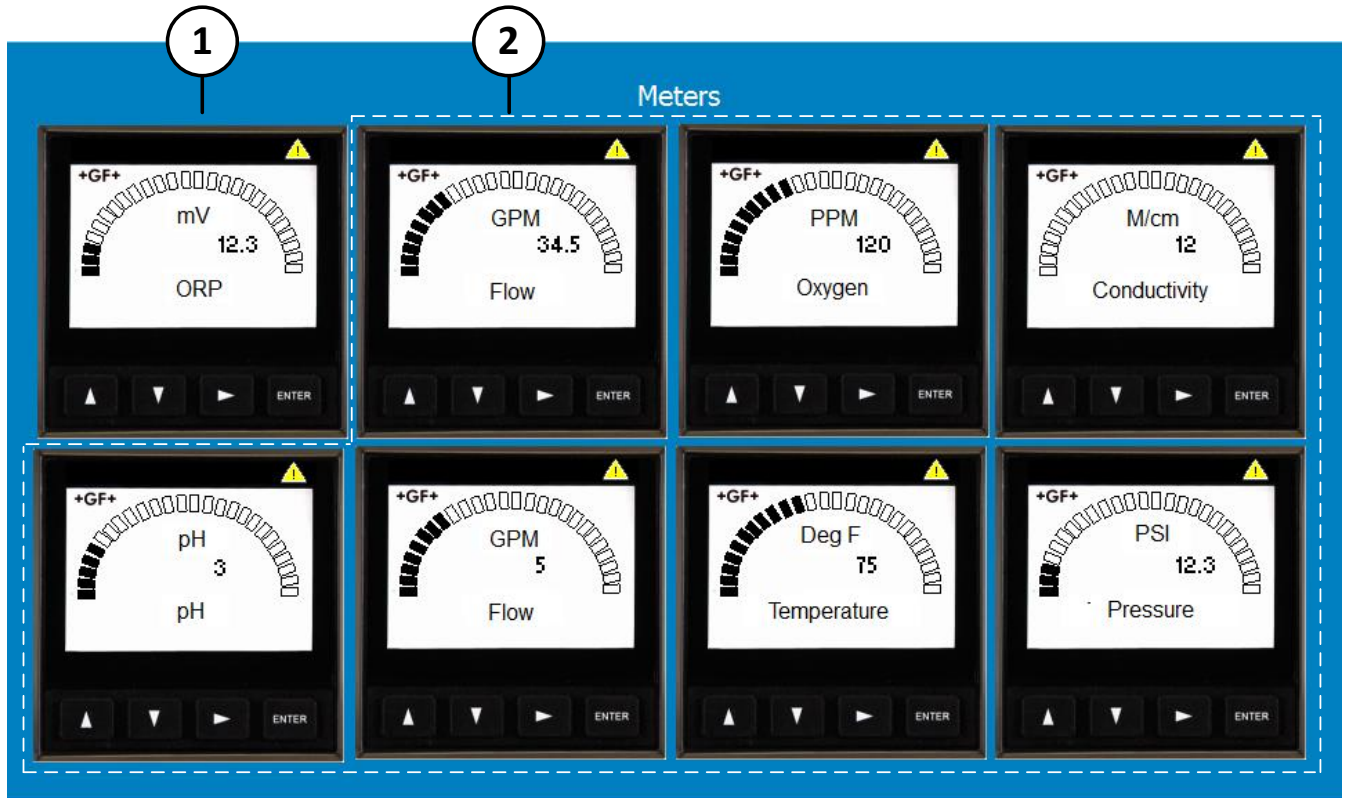 1
2
Meters
+GF+
mV
12.3
ORP
ENTER
+GF+
GPM
34.5
Flow
ENTER
+GF+
PPM
120
Oxygen
ENTER
+GF+
M/cm
12
Conductivity
ENTER
+GF+
pH
3
pH
ENTER
+GF+
GPM
5
Flow
ENTER
+GF+
Deg F
75
Temperature
ENTER
+GF+
PSI
12.3
Pressure
ENTER